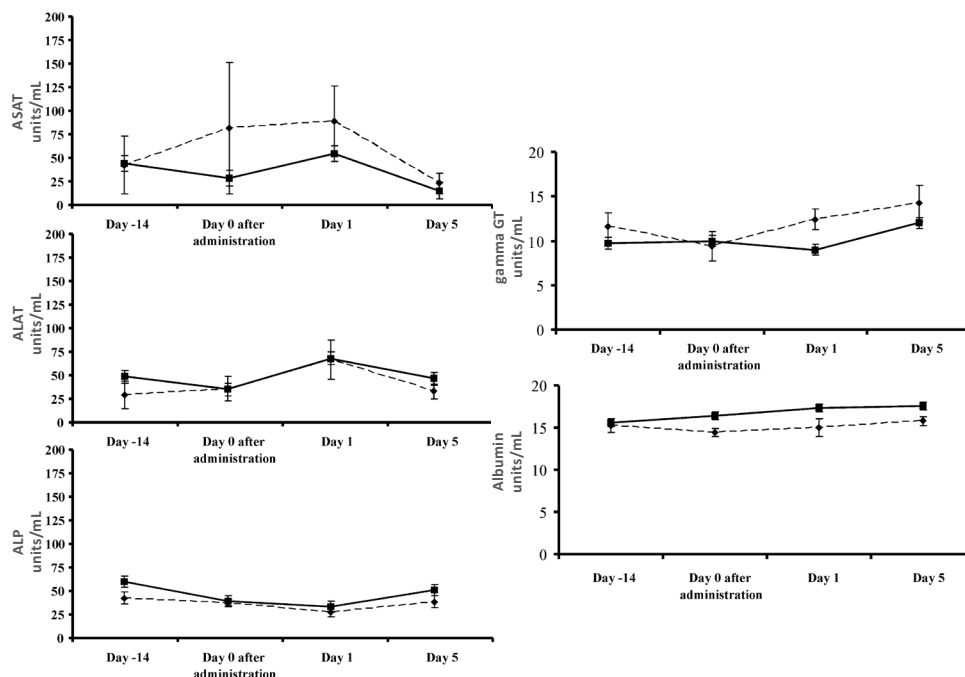 200
175
150
125
100
75
50
25
0
ASAT
units/mL
Day -14
Day 0 after
administration
Day 1
Day 5
200
175
150
125
100
75
50
25
0
ALAT
units/mL
Day -14
Day 0 after
administration
Day 1
Day 5
200
175
150
125
100
75
50
25
0
ALP
units/mL
Day -14
Day 0 after
administration
Day 1
Day 5
20
15
10
5
0
gamma GT
units/mL
Day -14
Day 0 after
administration
Day 1
Day 5
20
15
10
5
0
Albumin
units/mL
Day -14
Day 0 after
administration
Day 1
Day 5